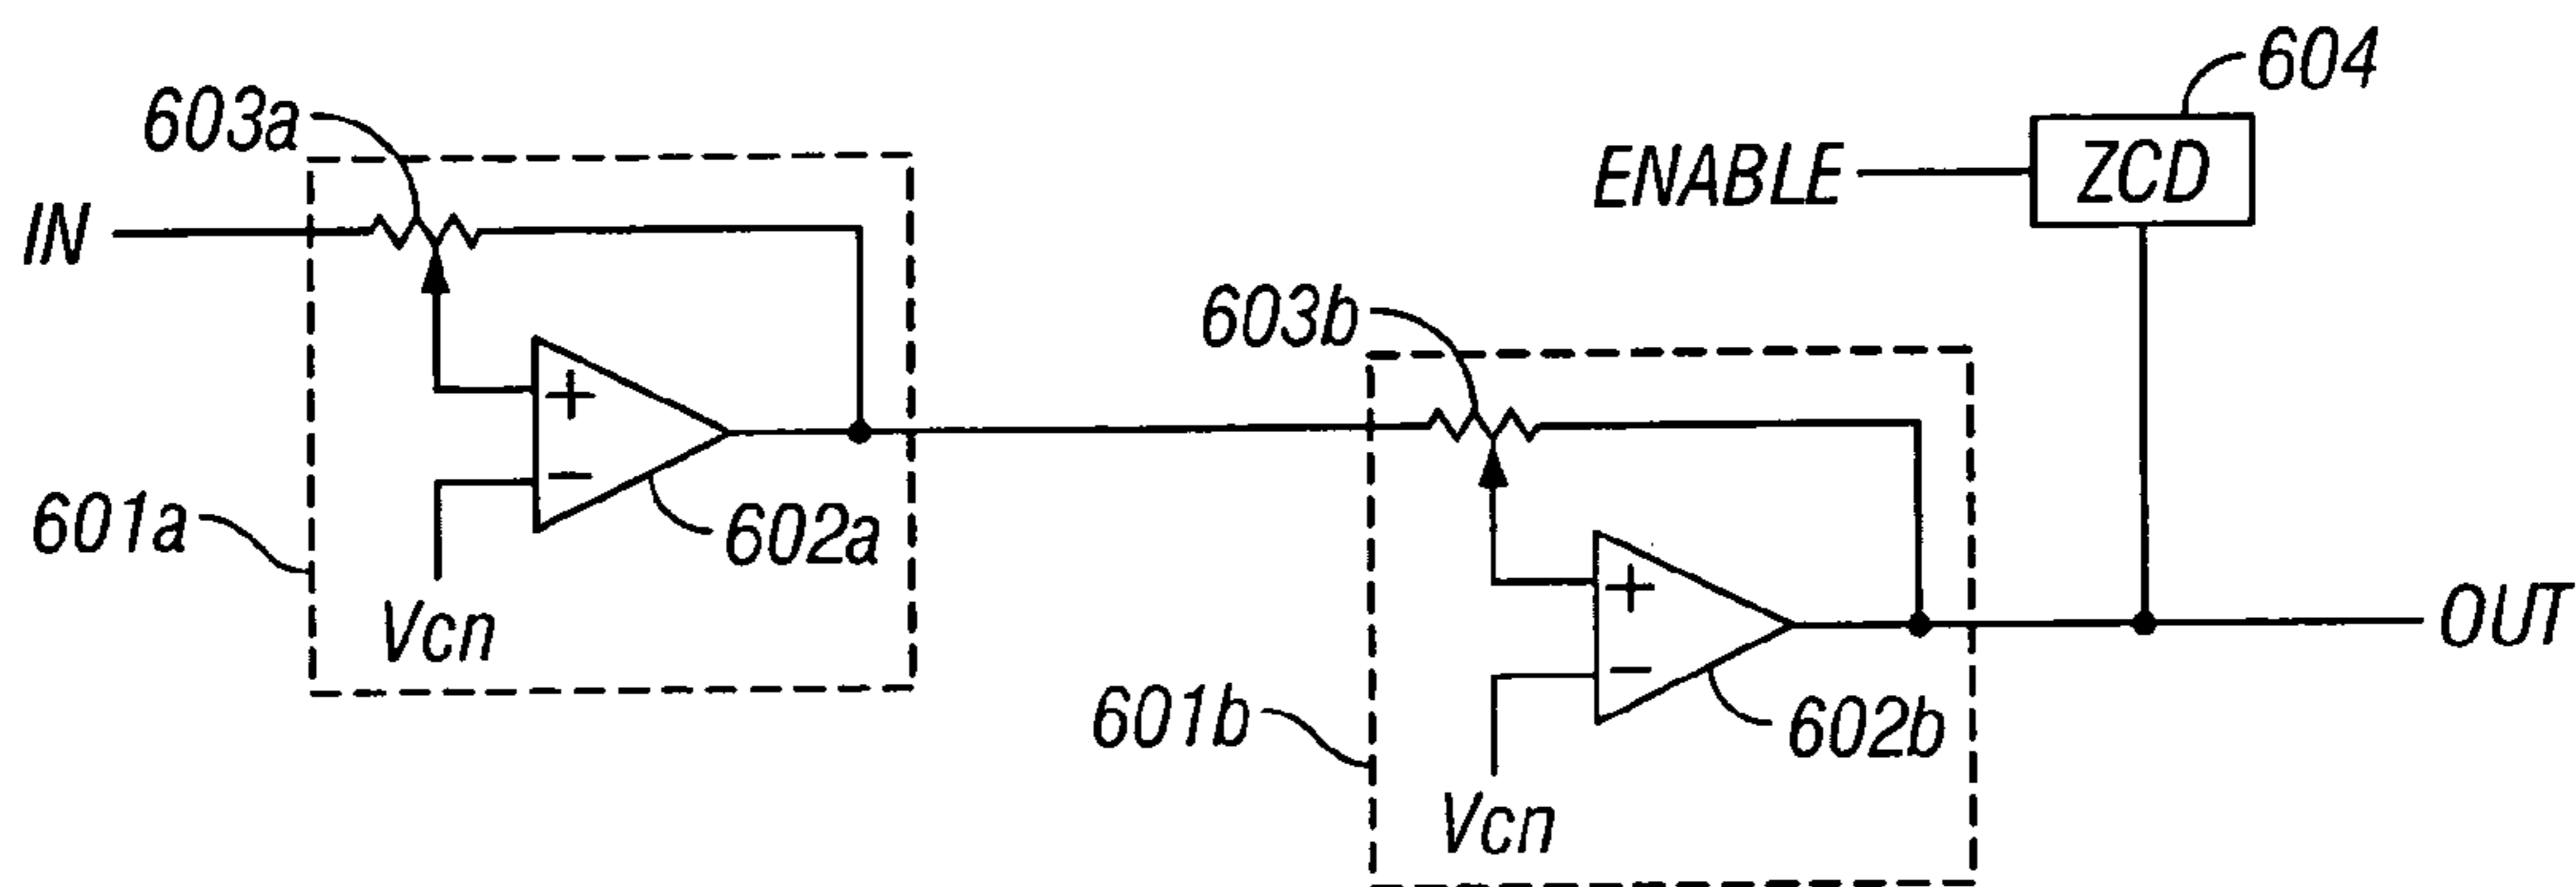 604
603a
ENABLE
ZCD
IN
603b
+
−
602a
601a
Vcn
+
−
OUT
602b
601b
Vcn